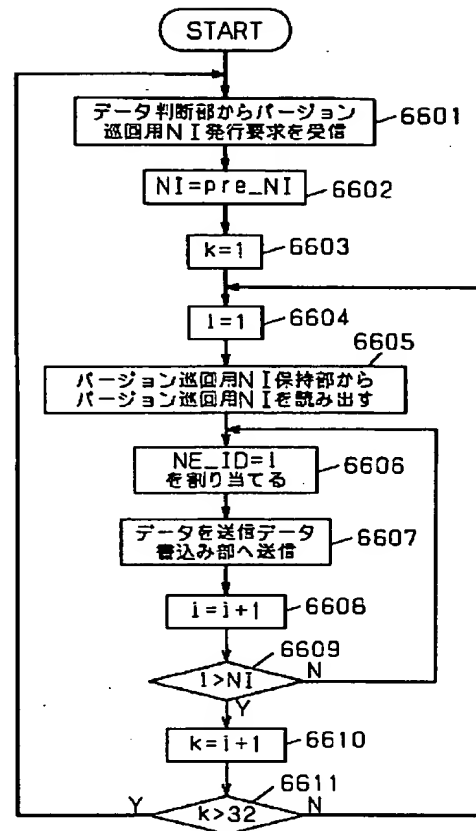 START
データ判断部からバージョン
巡回用NI発行要求を受信
6601
NI=pre_NI
6602
k=1
6603
i=1
6604
6605
バージョン巡回用NI保持部から
バージョン巡回用NIを読み出す
NE_ID=i
を割り当てる
6606
データを送信データ
書込み部へ送信
6607
i=i+1
6608
6609
i>NI
N
Y
k=i+1
6610
6611
Y
k>32
N